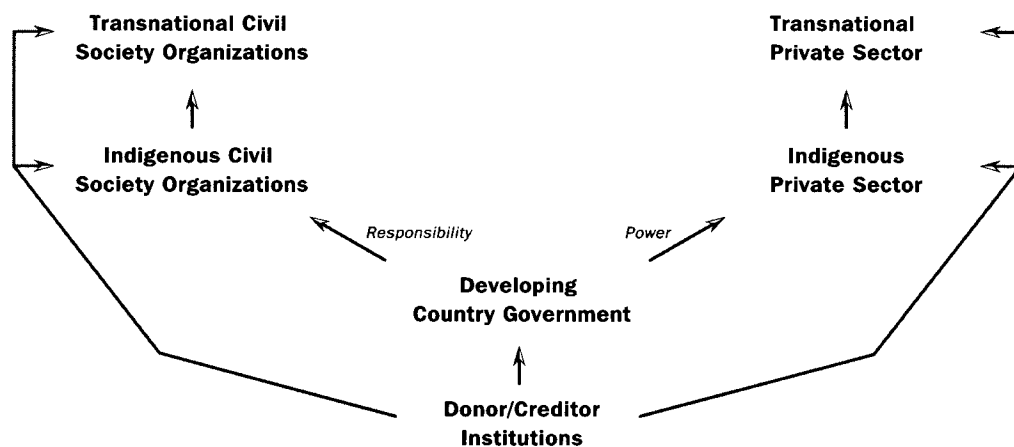 Transnational Civil
Society Organizations
Transnational
Private Sector
Indigenous Civil
Society Organizations
Indigenous
Private Sector
Responsibility
Power
Developing
Country Government
Donor/Creditor
Institutions